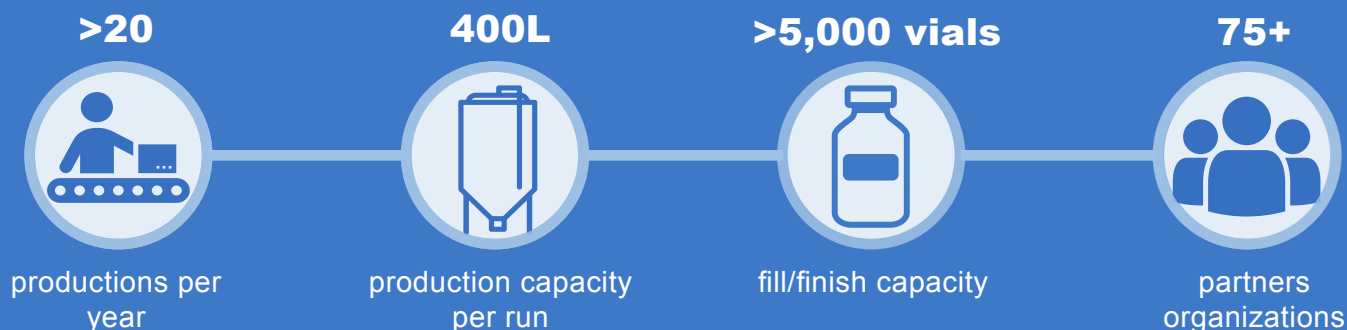 >20
productions per
year
400L
production capacity
per run
>5,000 vials
fill/finish capacity
75+
partners
organizations